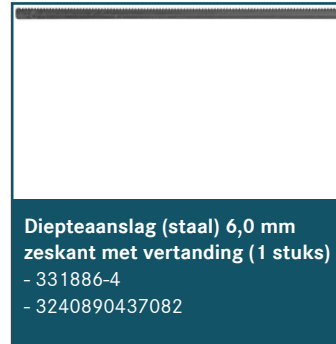 Diepteaanslag (staal) 6,0 mm
zeskant met vertanding (1 stuks)
- 331886-4
- 3240890437082